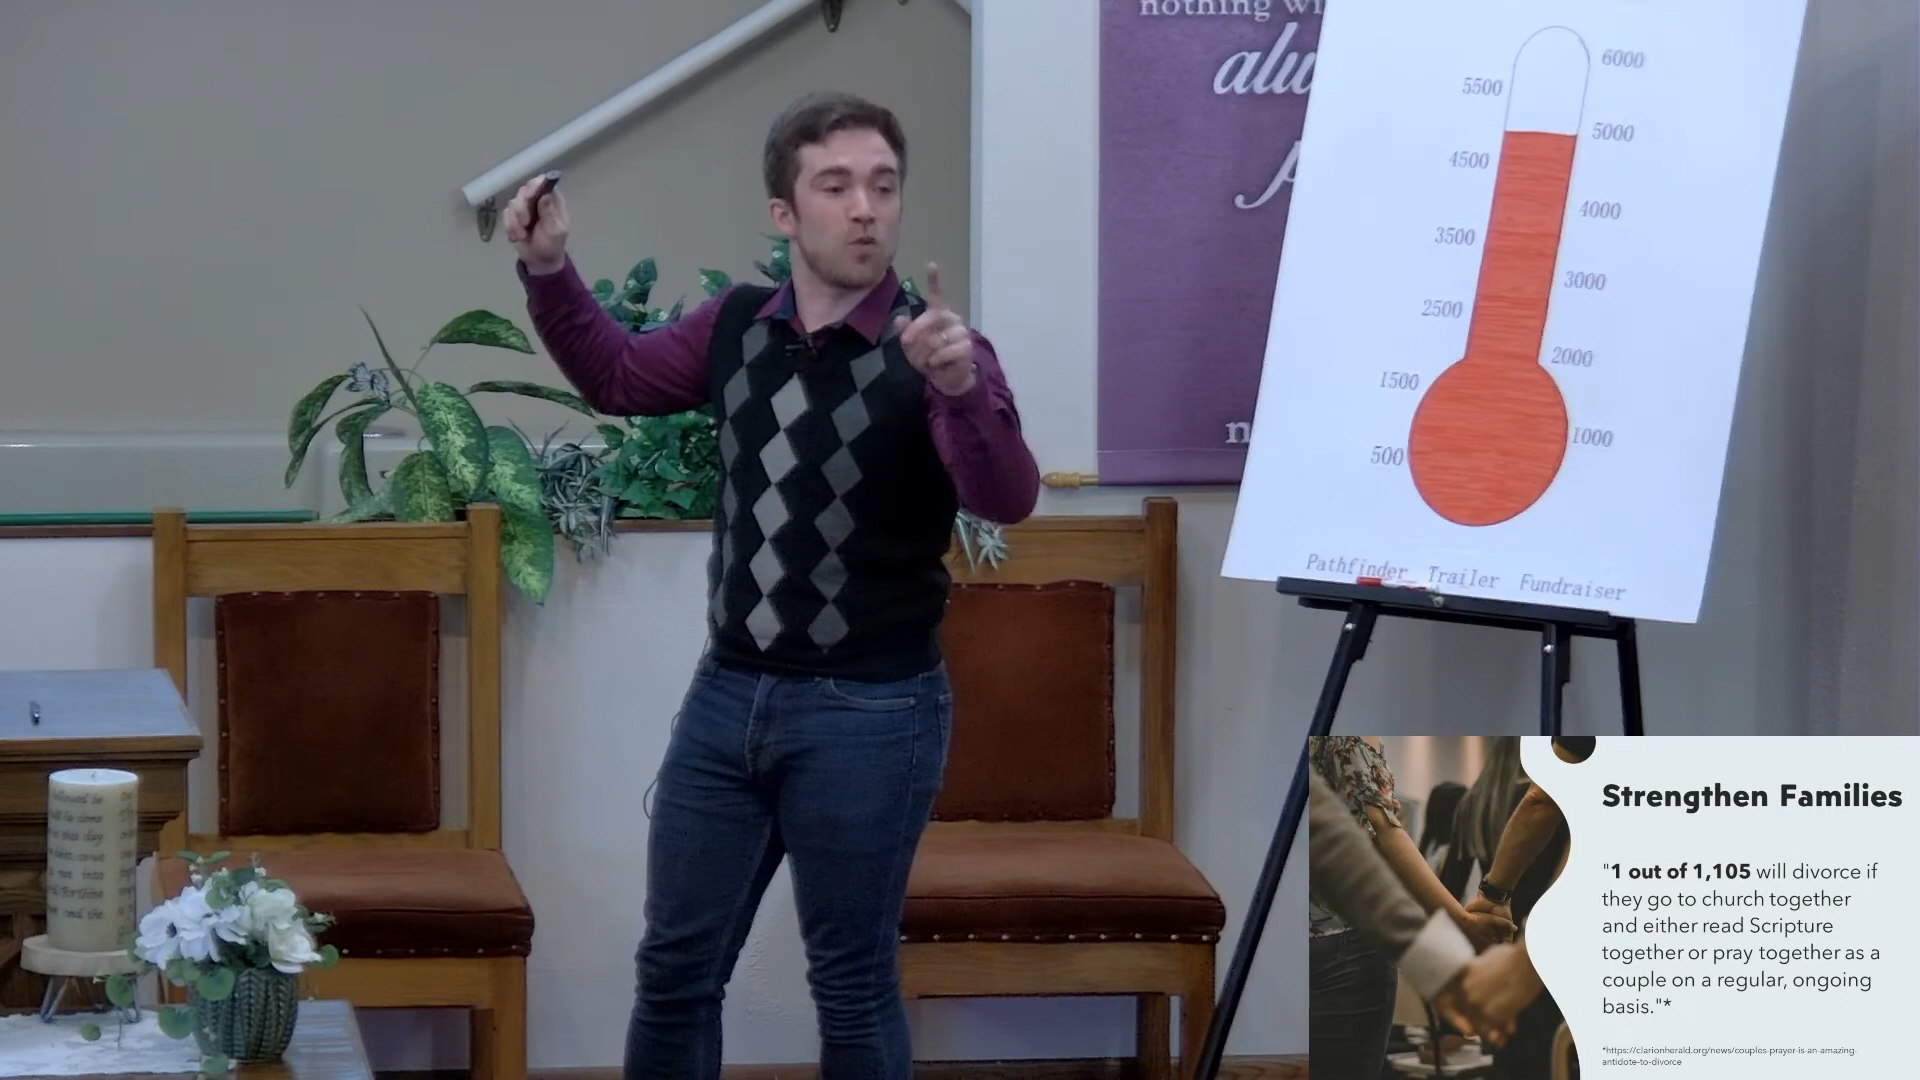 nothing wi
alw
p
n
6000
5500
5000
4500
4000
3500
3000
2500
2000
1500
1000
500
Pathfinder Trailer Fundraiser
Strengthen Families
"1 out of 1,105 will divorce if
they go to church together
and either read Scripture
together or pray together as a
couple on a regular, ongoing
basis."*
*https://clarionherald.org/news/couples-prayer-is-an-amazing-
antidote-to-divorce